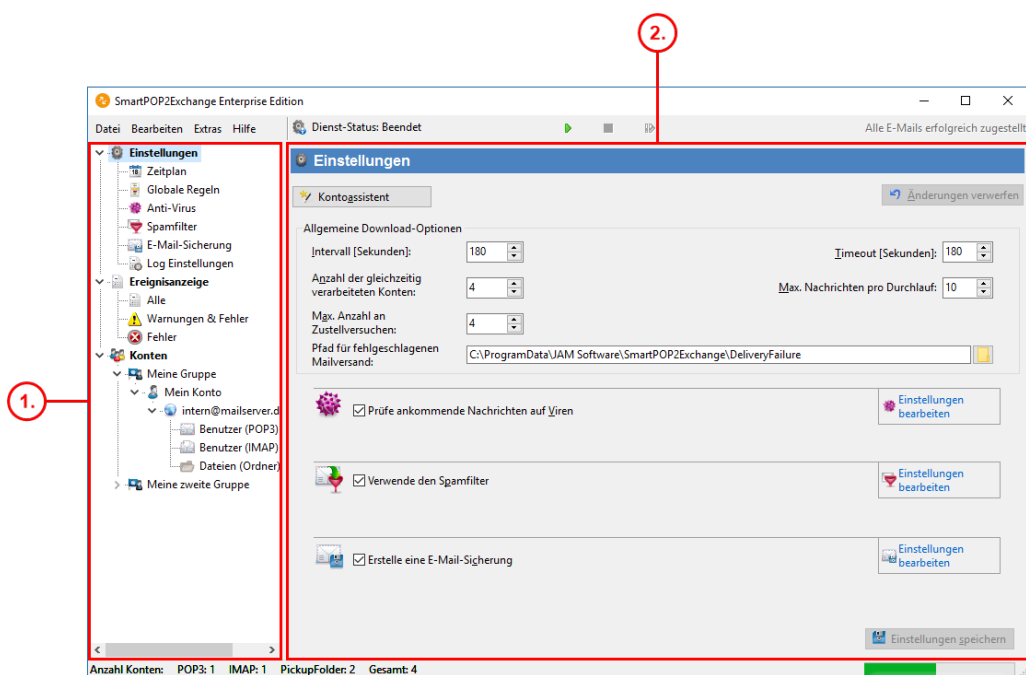 2.
SmartPOP2Exchange Enterprise Edition
Datei Bearbeiten Extras Hilfe
Dienst-Status: Beendet
Alle E-Mails erfolgreich zugestellt
1.
Einstellungen
18
Zeitplan
Globale Regeln
Anti-Virus
Spamfilter
E-Mail-Sicherung
Log Einstellungen
Ereignisanzeige
Alle
Warnungen & Fehler
Fehler
Konten
Meine Gruppe
Mein Konto
intern@mailserver.d
Benutzer (POP3)
Benutzer (IMAP)
Dateien (Ordner)
Meine zweite Gruppe
Einstellungen
Kontoassistent
Änderungen verwerfen
Allgemeine Download-Optionen
Intervall [Sekunden]: 180
Timeout [Sekunden]: 180
Anzahl der gleichzeitig
verarbeiteten Konten: 4
Max. Nachrichten pro Durchlauf: 10
Max. Anzahl an
Zustellversuchen: 4
Pfad für fehlgeschlagenen
Mailversand:
C:\ProgramData\JAM Software\SmartPOP2Exchange\DeliveryFailure
Prüfe ankommende Nachrichten auf Viren
Einstellungen
bearbeiten
Verwende den Spamfilter
Einstellungen
bearbeiten
Erstelle eine E-Mail-Sicherung
Einstellungen
bearbeiten
Einstellungen speichern
Anzahl Konten: POP3: 1 IMAP: 1 PickupFolder: 2 Gesamt: 4